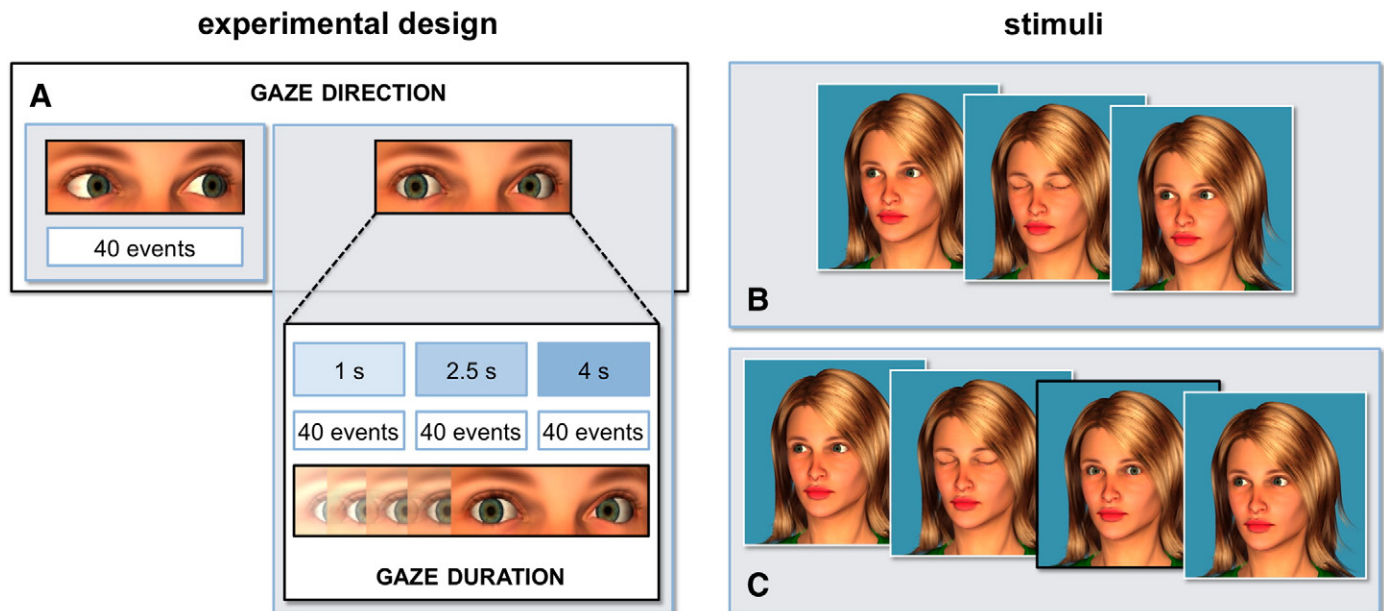 experimental design
stimuli
A
GAZE DIRECTION
40 events
1 s
2.5 s
4 s
40 events
40 events
40 events
GAZE DURATION
B
C